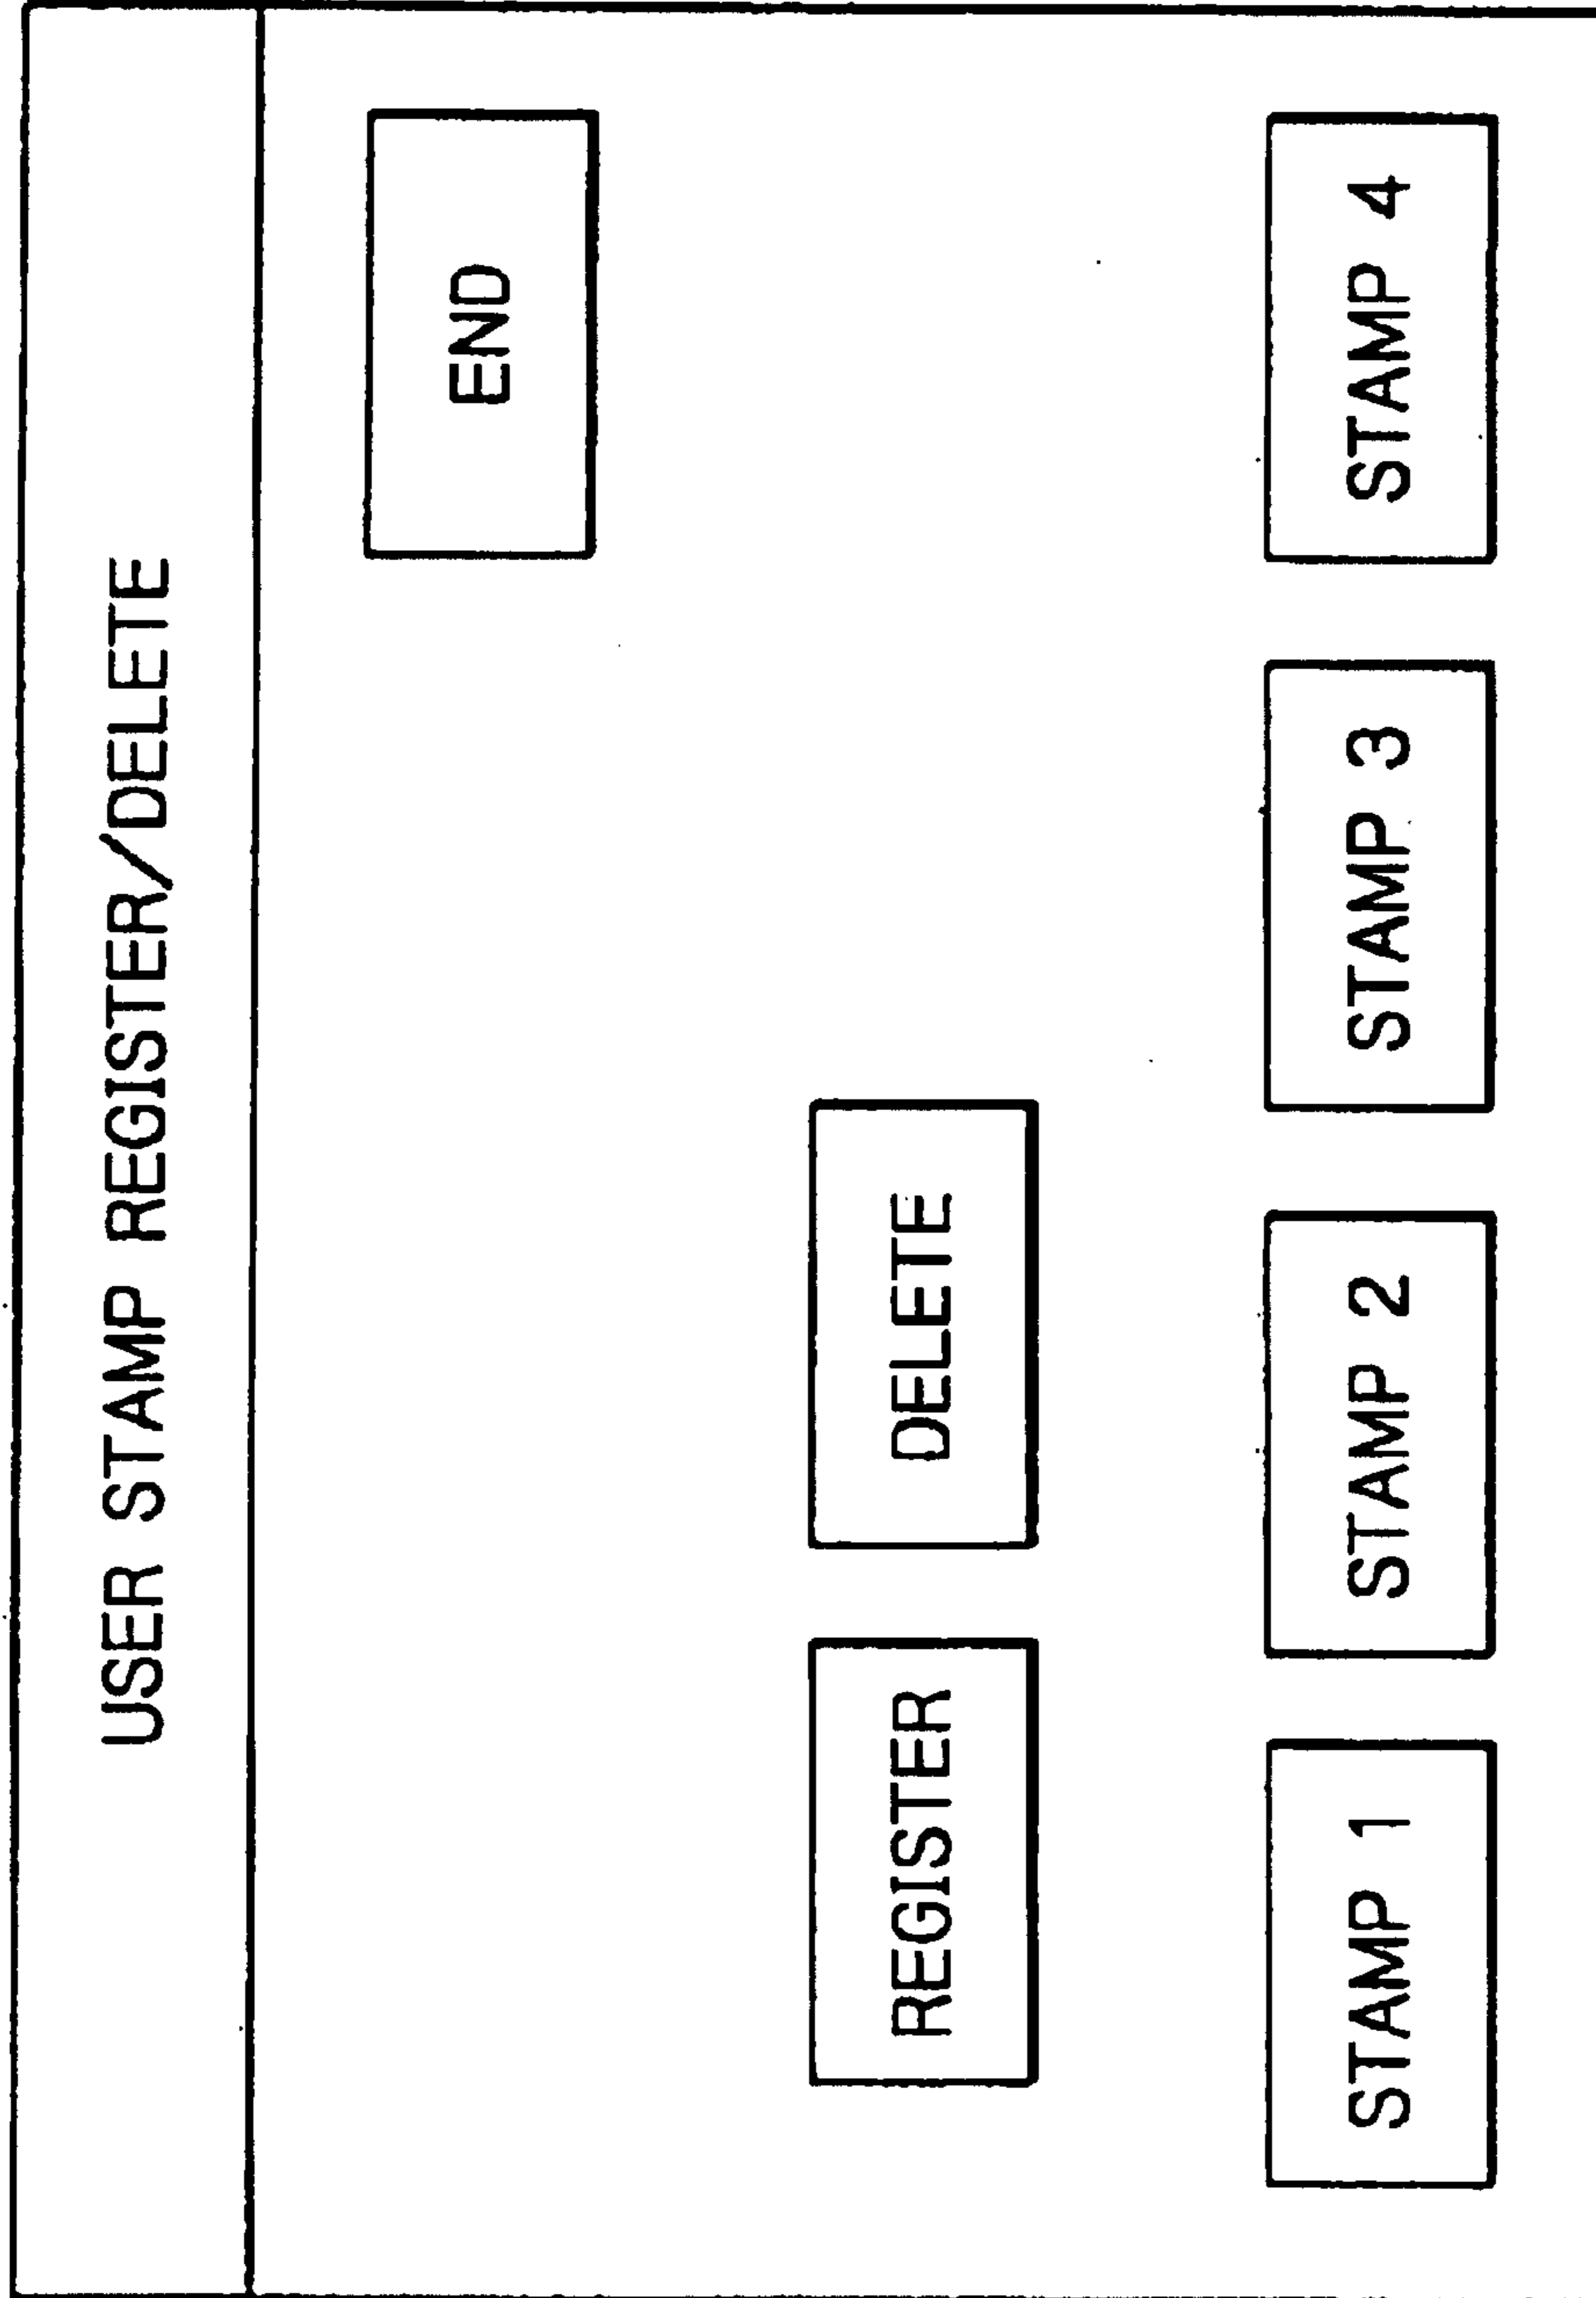 USER STAMP REGISTER/DELETE
END
REGISTER DELETE
STAMP 1 STAMP 2 STAMP 3 STAMP 4